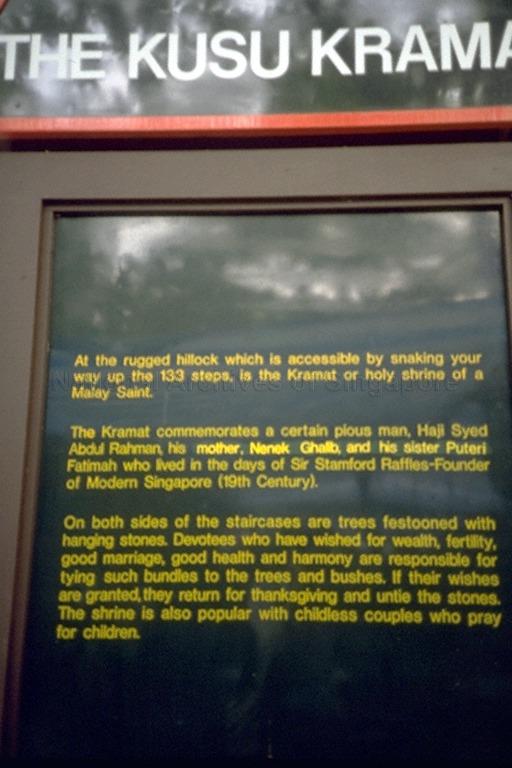 THE KUSU KRAMA
At the rugged hillock which is accessible by snaking your
way up the 133 steps, is the Kramat or holy shrine of a
National Archives of Singapore
Malay Saint.
The Kramat commemorates a certain pious man, Haji Syed
Abdul Rahman, his mother, Nenek Ghalib, and his sister Puteri
Fatimah who lived in the days of Sir Stamford Raffles-Founder
of Modern Singapore (19th Century).
On both sides of the staircases are trees festooned with
hanging stones. Devotees who have wished for wealth, fertility,
good marriage, good health and harmony are responsible for
tying such bundles to the trees and bushes. If their wishes
are granted, they return for thanksgiving and untie the stones.
The shrine is also popular with childless couples who pray
for children.